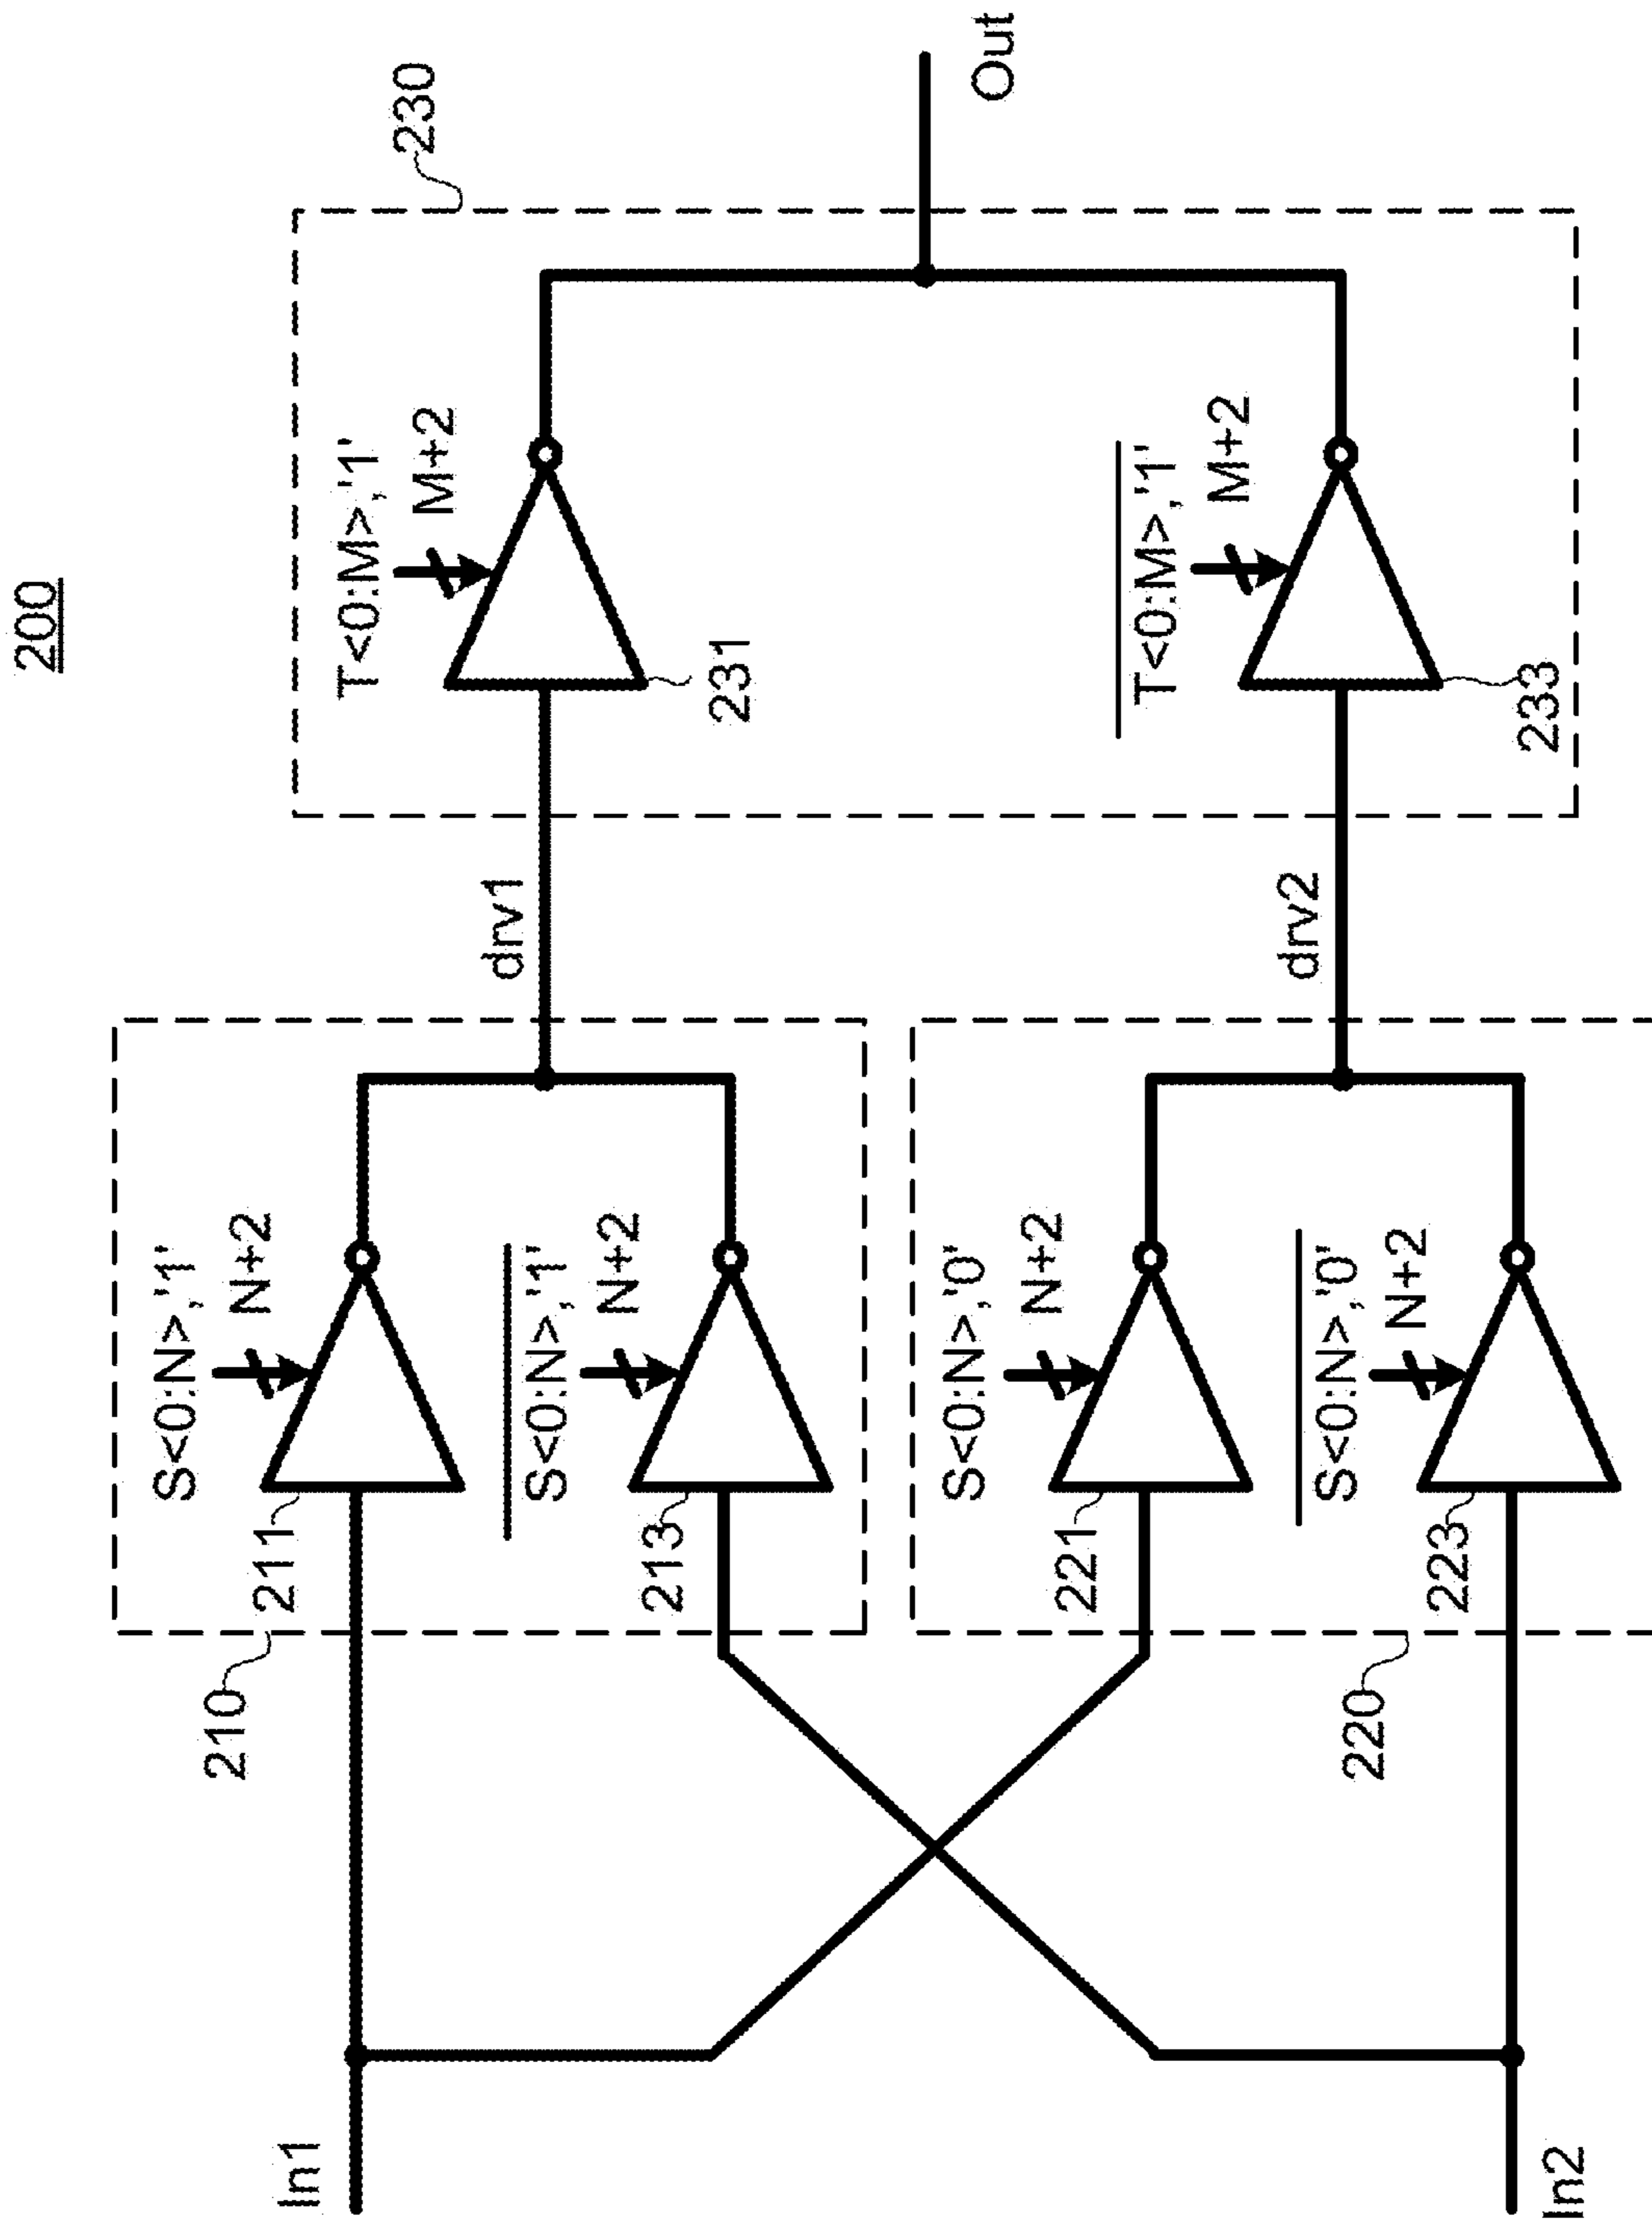 200
In1
In2
210
211
S<0:N>,'1'
N+2
213
S̅<̅0̅:̅N̅>̅,̅'̅1̅'̅
N+2
drv1
220
221
S<0:N>,'0'
N+2
223
S̅<̅0̅:̅N̅>̅,̅'̅0̅'̅
N+2
drv2
230
T<0:M>,'1'
M+2
231
T̅<̅0̅:̅M̅>̅,̅'̅1̅'̅
M+2
233
Out